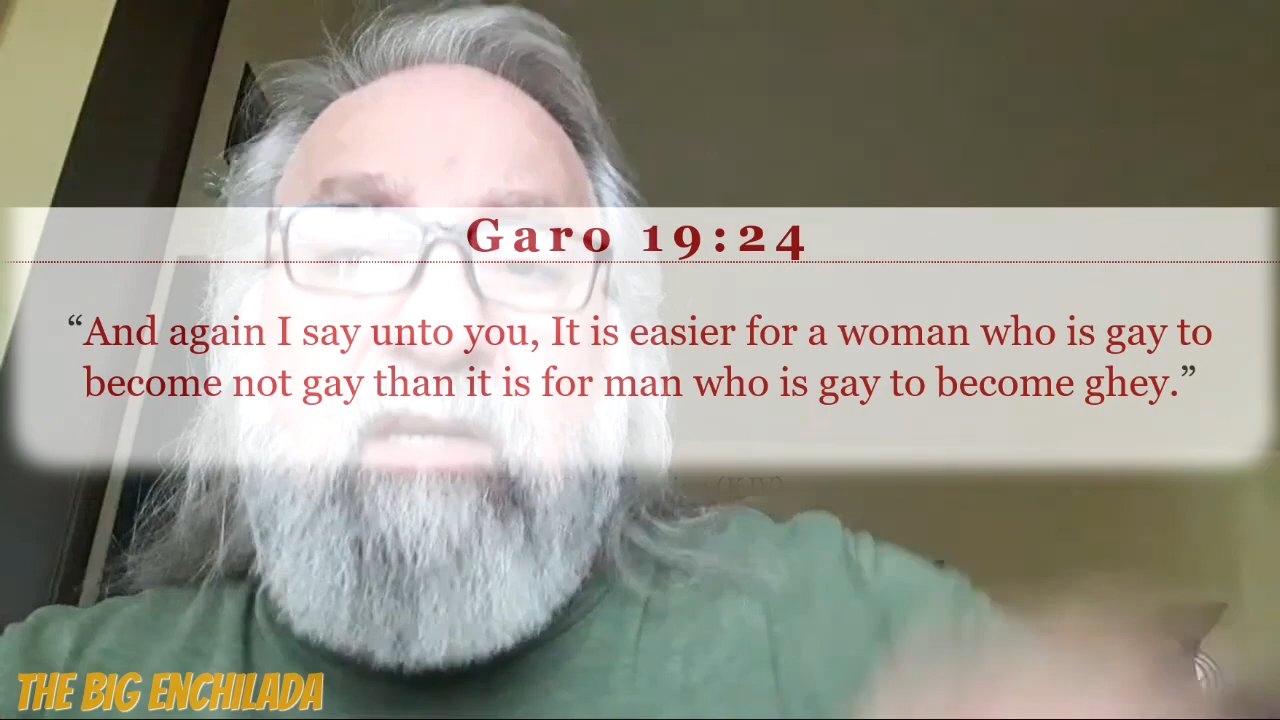 Garo 19:24
“And again I say unto you, It is easier for a woman who is gay to
become not gay than it is for man who is gay to become ghey.”
(KJV)
THE BIG ENCHILADA